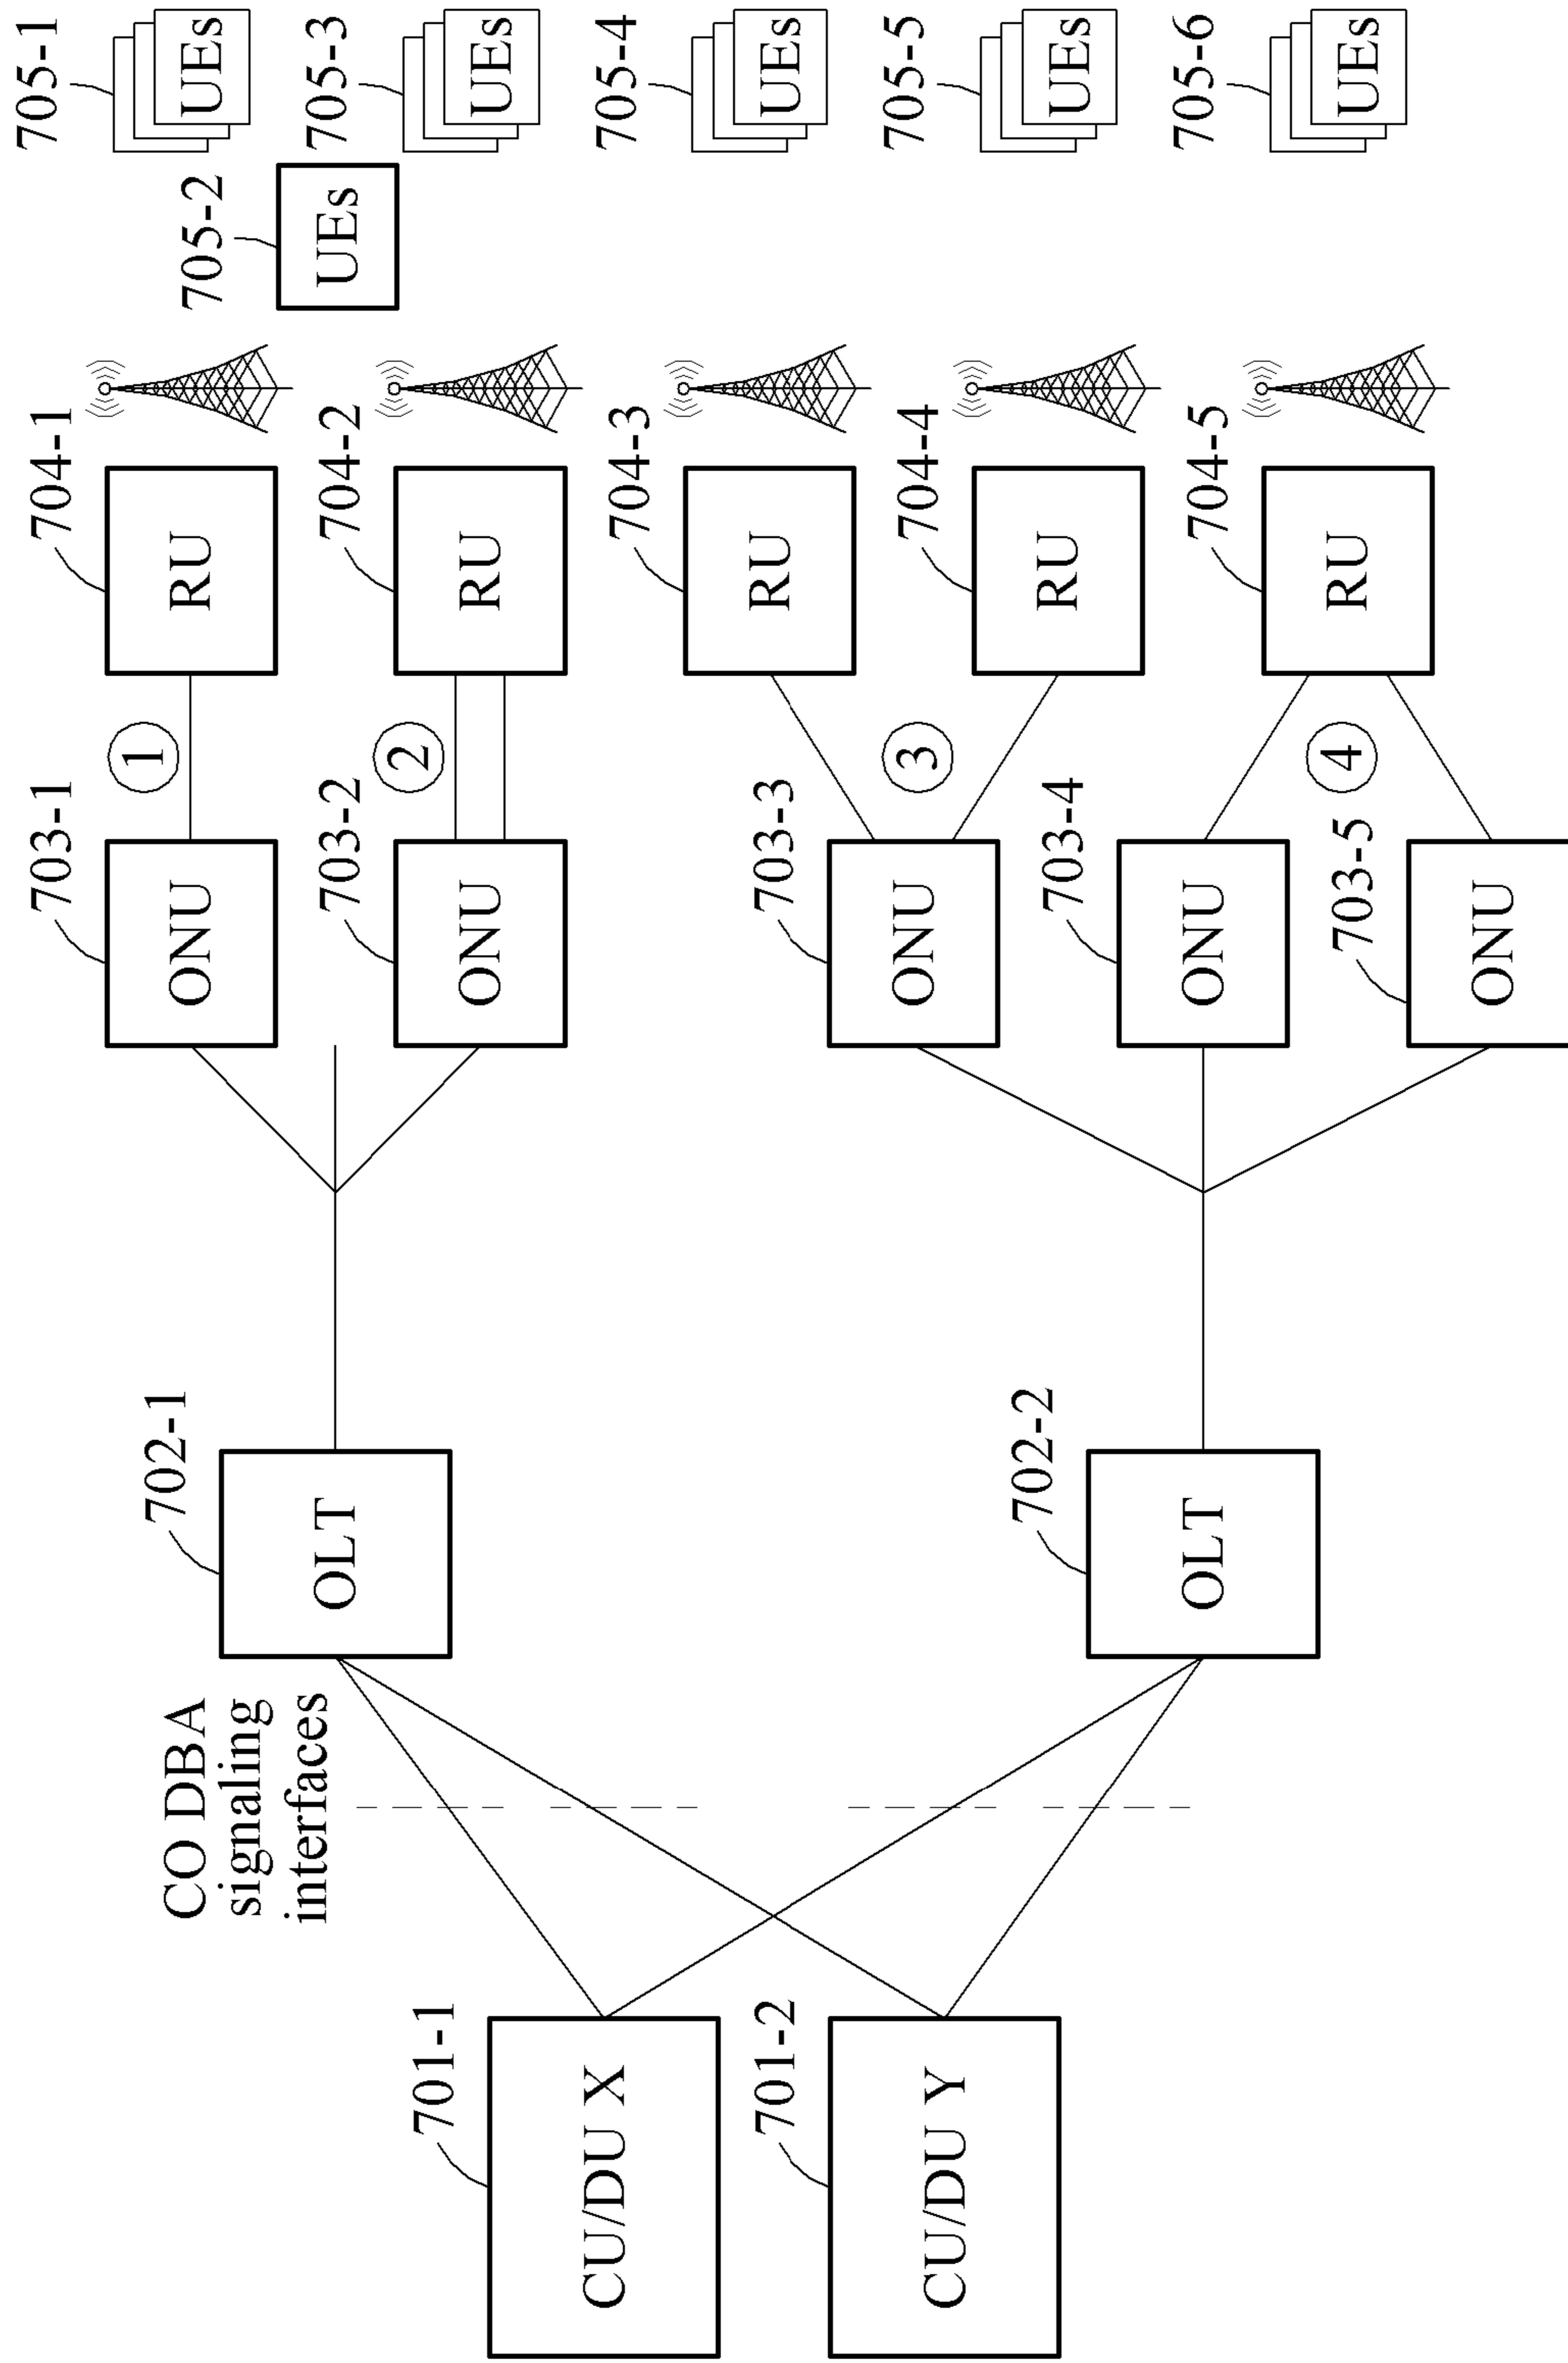 CU/DU X
701-1
CU/DU Y
701-2
CO DBA
signaling
interfaces
OLT
702-1
OLT
702-2
ONU
703-1
ONU
703-2
ONU
703-3
ONU
703-4
ONU
703-5
1
2
3
4
RU
704-1
RU
704-2
RU
704-3
RU
704-4
RU
704-5
UEs
705-1
UEs
705-2
UEs
705-3
UEs
705-4
UEs
705-5
UEs
705-6